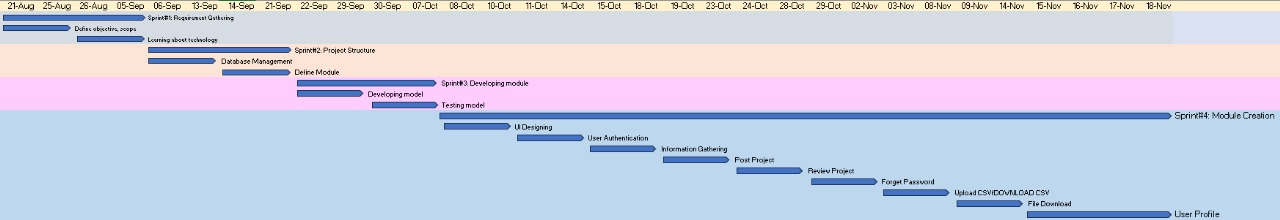 21-Aug 25-Aug 26-Aug 05-Sep 06-Sep 13-Sep 14-Sep 21-Sep 22-Sep 29-Sep 30-Sep 07-Oct 08-Oct 11-Oct 14-Oct 15-Oct 18-Oct 19-Oct 22-Oct 24-Oct 28-Oct 29-Oct 02-Nov 03-Nov 08-Nov 09-Nov 14-Nov 15-Nov 16-Nov 17-Nov 18-Nov
Sprint#1: Requirement Gathering
Define objective, scope
Learning about technology
Sprint#2: Project Structure
Database Management
Define Module
Sprint#3: Developing module
Developing model
Testing model
Sprint#4: Module Creation
UI Designing
User Authentication
Information Gathering
Post Project
Review Project
Forget Password
Upload CSV/DOWNLOAD CSV
File Download
User Profile